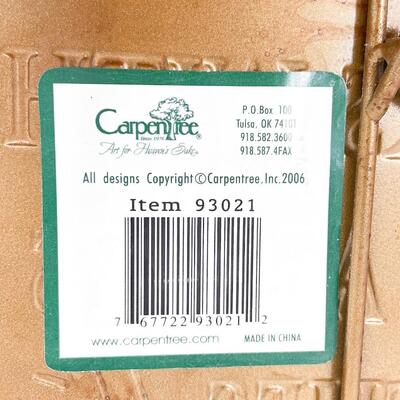 CarpenTree®
Since 1976
Art for Heaven's Sake®
P.O.Box 100
Tulsa, OK 74101
918.582.3600
918.587.4FAX
All designs Copyright©Carpentree,Inc.2006
Item 93021
7 67722 93021 2
www.carpentree.com MADE IN CHINA